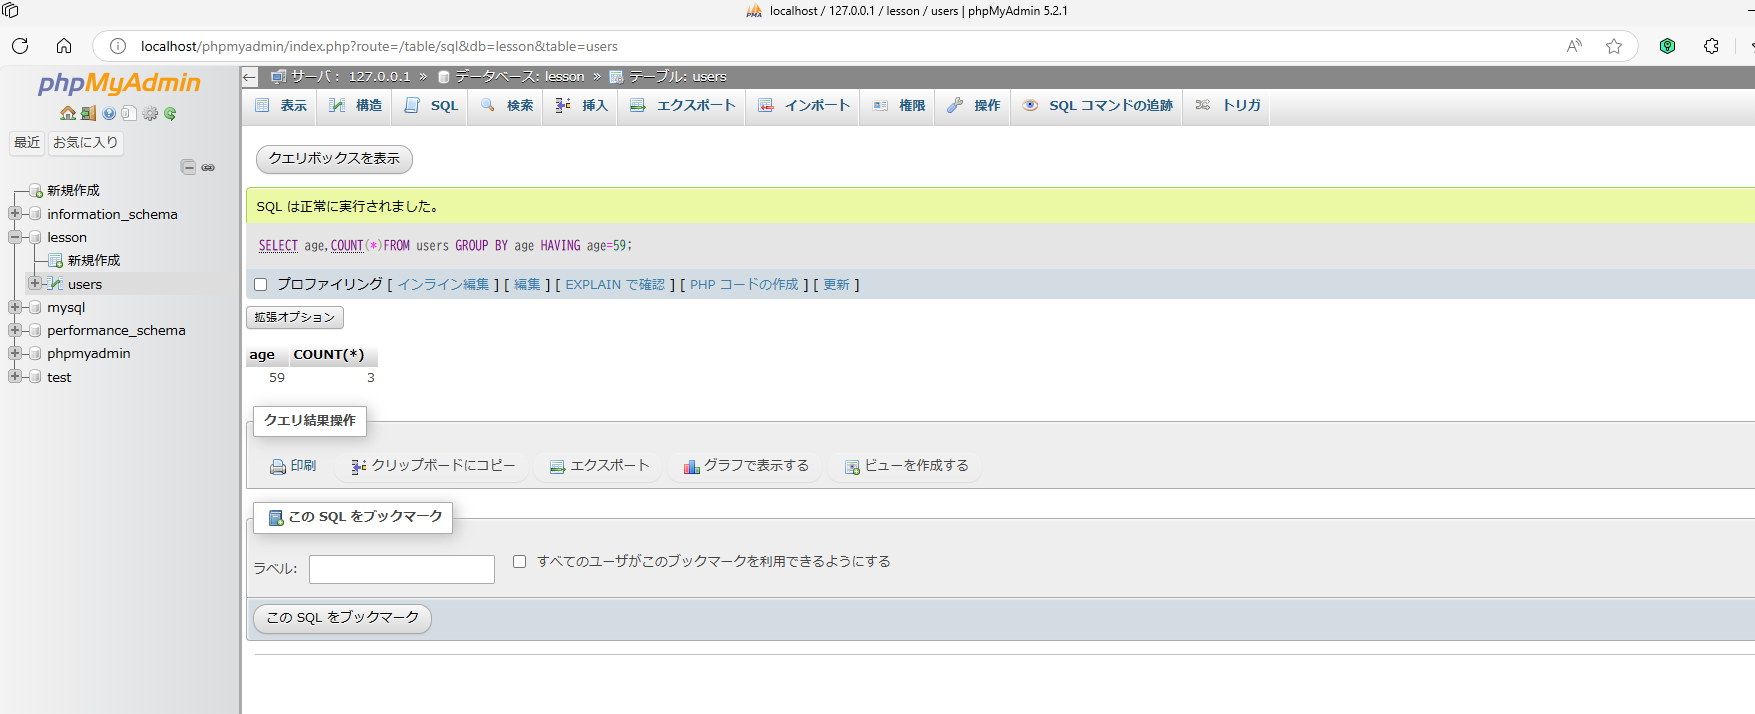 localhost / 127.0.0.1 / lesson / users | phpMyAdmin 5.2.1
localhost/phpmyadmin/index.php?route=/table/sql&db=lesson&table=users
phpMyAdmin
最近 お気に入り
新規作成
information_schema
lesson
新規作成
users
mysql
performance_schema
phpmyadmin
test
サーバ： 127.0.0.1 » データベース: lesson » テーブル: users
表示 構造 SQL 検索 挿入 エクスポート インポート 権限 操作 SQL コマンドの追跡 トリガ
クエリボックスを表示
SQL は正常に実行されました。
SELECT age,COUNT(*)FROM users GROUP BY age HAVING age=59;
プロファイリング [ インライン編集 ] [ 編集 ] [ EXPLAIN で確認 ] [ PHP コードの作成 ] [ 更新 ]
拡張オプション
age COUNT(*)
59 3
クエリ結果操作
印刷 クリップボードにコピー エクスポート グラフで表示する ビューを作成する
この SQL をブックマーク
ラベル: すべてのユーザがこのブックマークを利用できるようにする
この SQL をブックマーク